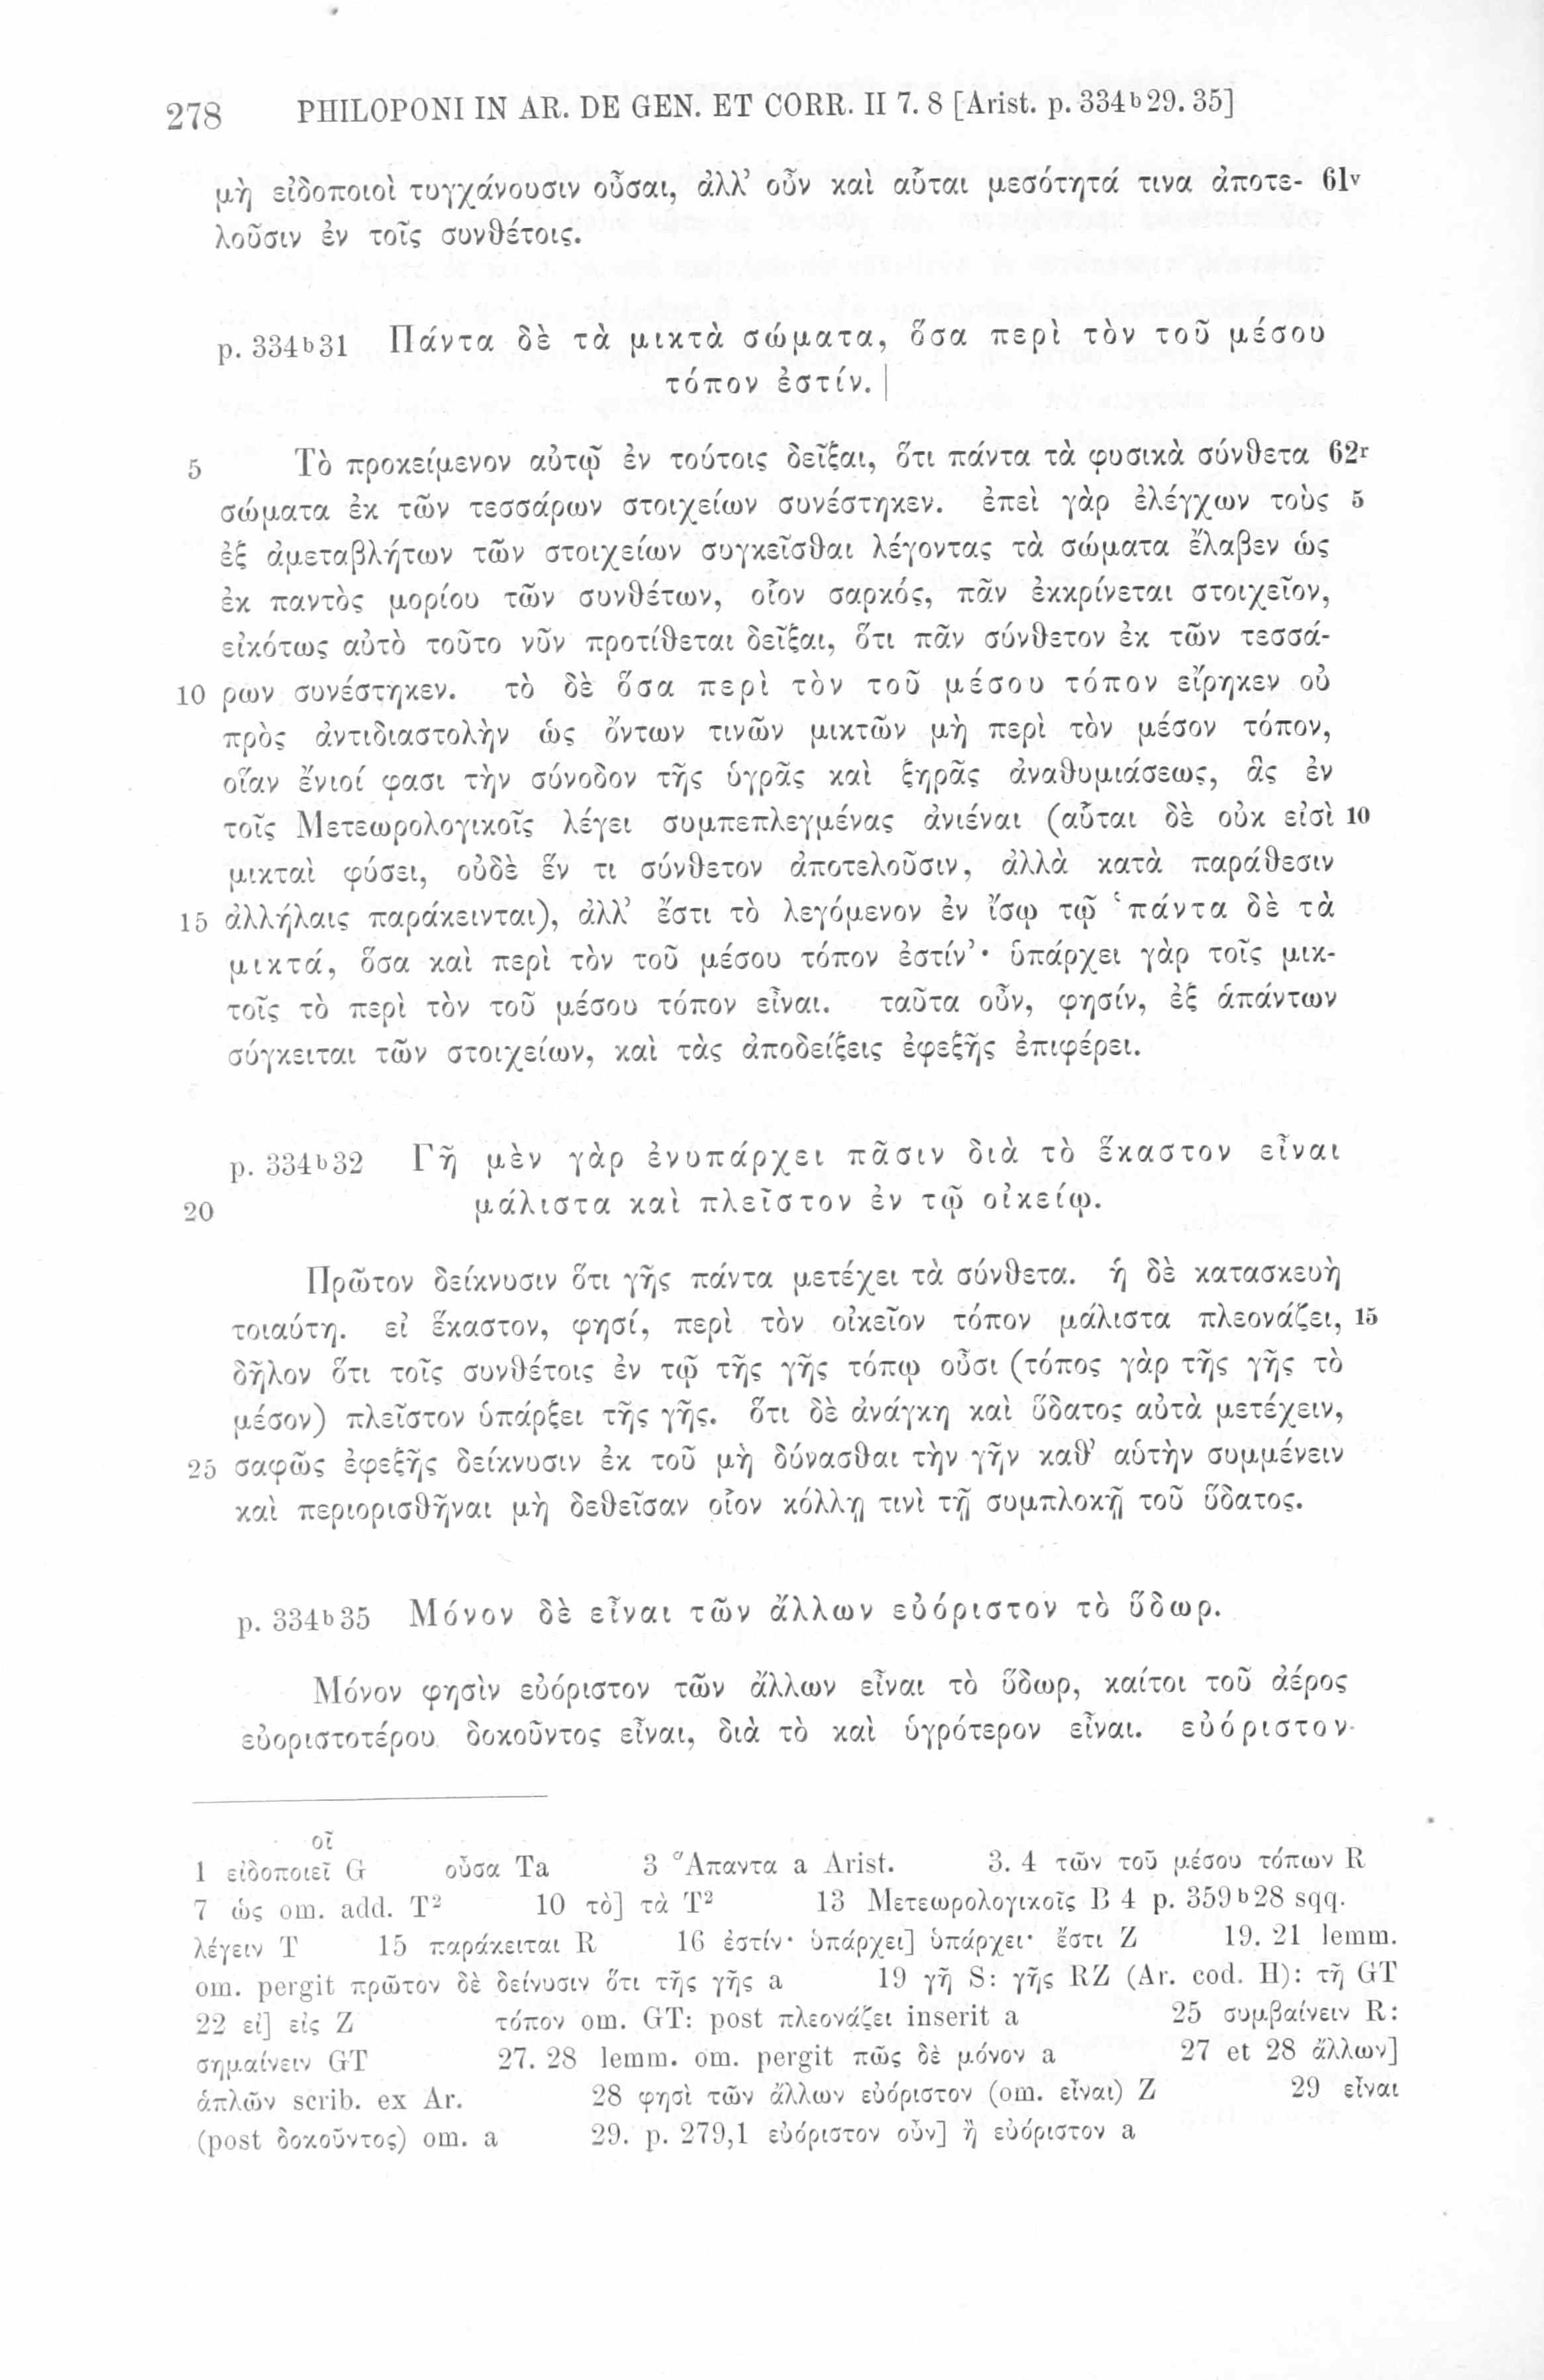 278 PHILOPONI IN AR. DE GEN. ET CORR. II 7. 8 [Arist. p. 334b29. 35]
μὴ εἰδοποιοὶ τυγχάνουσιν οὖσαι, ἀλλ’ οὖν καὶ αὗται μεσότητά τινα ἀποτε- 61v
λοῦσιν ἐν τοῖς συνθέτοις.
p. 334b31 Πάντα δὲ τὰ μικτὰ σώματα, ὅσα περὶ τὸν τοῦ μέσου
τόπον ἐστίν. |
5 Τὸ προκείμενον αὐτῷ ἐν τούτοις δεῖξαι, ὅτι πάντα τὰ φυσικὰ σύνθετα 62r
σώματα ἐκ τῶν τεσσάρων στοιχείων συνέστηκεν. ἐπεὶ γὰρ ἐλέγχων τοὺς 5
ἐξ ἀμεταβλήτων τῶν στοιχείων συγκεῖσθαι λέγοντας τὰ σώματα ἔλαβεν ὡς
ἐκ παντὸς μορίου τῶν συνθέτων, οἷον σαρκός, πᾶν ἐκκρίνεται στοιχεῖον,
εἰκότως αὐτὸ τοῦτο νῦν προτίθεται δεῖξαι, ὅτι πᾶν σύνθετον ἐκ τῶν τεσσά-
10 ρων συνέστηκεν. τὸ δὲ ὅσα περὶ τὸν τοῦ μέσου τόπον εἴρηκεν οὐ
πρὸς ἀντιδιαστολὴν ὡς ὄντων τινῶν μικτῶν μὴ περὶ τὸν μέσον τόπον,
οἵαν ἔνιοί φασι τὴν σύνοδον τῆς ὑγρᾶς καὶ ξηρᾶς ἀναθυμιάσεως, ἃς ἐν
τοῖς Μετεωρολογικοῖς λέγει συμπεπλεγμένας ἀνιέναι (αὗται δὲ οὐκ εἰσὶ 10
μικταὶ φύσει, οὐδὲ ἕν τι σύνθετον ἀποτελοῦσιν, ἀλλὰ κατὰ παράθεσιν
15 ἀλλήλαις παράκεινται), ἀλλ’ ἔστι τὸ λεγόμενον ἐν ἴσῳ τῷ ‘πάντα δὲ τὰ
μικτά, ὅσα καὶ περὶ τὸν τοῦ μέσου τόπον ἐστίν’· ὑπάρχει γὰρ τοῖς μικ-
τοῖς τὸ περὶ τὸν τοῦ μέσου τόπον εἶναι. ταῦτα οὖν, φησίν, ἐξ ἁπάντων
σύγκειται τῶν στοιχείων, καὶ τὰς ἀποδείξεις ἐφεξῆς ἐπιφέρει.
p. 334b32 Γῆ μὲν γὰρ ἐνυπάρχει πᾶσιν διὰ τὸ ἕκαστον εἶναι
20 μάλιστα καὶ πλεῖστον ἐν τῷ οἰκείῳ.
Πρῶτον δείκνυσιν ὅτι γῆς πάντα μετέχει τὰ σύνθετα. ἡ δὲ κατασκευὴ
τοιαύτη. εἰ ἕκαστον, φησί, περὶ τὸν οἰκεῖον τόπον μάλιστα πλεονάζει, 15
δῆλον ὅτι τοῖς συνθέτοις ἐν τῷ τῆς γῆς τόπῳ οὖσι (τόπος γὰρ τῆς γῆς τὸ
μέσον) πλεῖστον ὑπάρξει τῆς γῆς. ὅτι δὲ ἀνάγκη καὶ ὕδατος αὐτὰ μετέχειν,
25 σαφῶς ἐφεξῆς δείκνυσιν ἐκ τοῦ μὴ δύνασθαι τὴν γῆν καθ’ αὑτὴν συμμένειν
καὶ περιορισθῆναι μὴ δεθεῖσαν οἷον κόλλῃ τινὶ τῇ συμπλοκῇ τοῦ ὕδατος.
p. 334b35 Μόνον δὲ εἶναι τῶν ἄλλων εὐόριστον τὸ ὕδωρ.
Μόνον φησὶν εὐόριστον τῶν ἄλλων εἶναι τὸ ὕδωρ, καίτοι τοῦ ἀέρος
εὐοριστοτέρου δοκοῦντος εἶναι, διὰ τὸ καὶ ὑγρότερον εἶναι. εὐόριστον
οῖ
1 εἰδοποιεῖ G οὖσα Ta 3 Ἅπαντα a Arist. 3. 4 τῶν τοῦ μέσου τόπων R
7 ὡς om. add. T2 10 τὸ] τὰ T2 13 Μετεωρολογικοῖς B 4 p. 359b28 sqq.
λέγειν T 15 παράκειται R 16 ἐστίν· ὑπάρχει] ὑπάρχει· ἔστι Z 19. 21 lemm.
om. pergit πρῶτον δὲ δείνυσιν ὅτι τῆς γῆς a 19 γῆ S: γῆς RZ (Ar. cod. H): τῆ GT
22 εἰ] εἰς Z τόπον om. GT: post πλεονάζει inserit a 25 συμβαίνειν R:
σημαίνειν GT 27. 28 lemm. om. pergit πῶς δὲ μόνον a 27 et 28 ἄλλων]
ἁπλῶν scrib. ex Ar. 28 φησὶ τῶν ἄλλων εὐόριστον (om. εἶναι) Z 29 εἶναι
(post δοκοῦντος) om. a 29. p. 279,1 εὐόριστον οὖν] ἢ εὐόριστον a